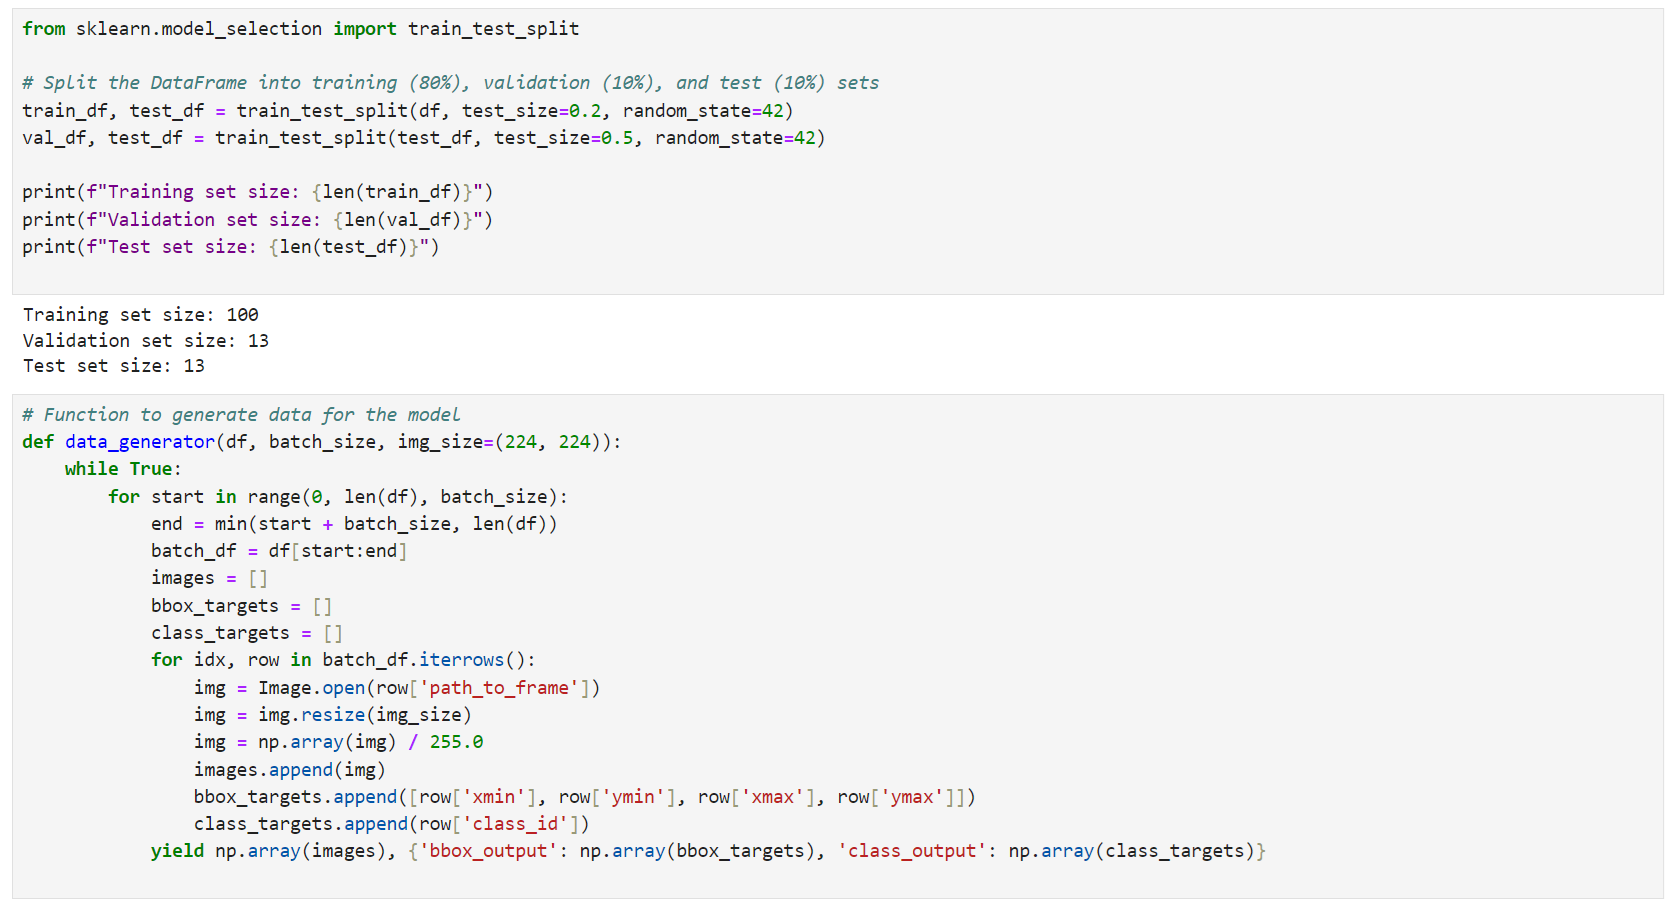 from sklearn.model_selection import train_test_split
# Split the DataFrame into training (80%), validation (10%), and test (10%) sets
train_df, test_df = train_test_split(df, test_size=0.2, random_state=42)
val_df, test_df = train_test_split(test_df, test_size=0.5, random_state=42)
print(f"Training set size: {len(train_df)}")
print(f"Validation set size: {len(val_df)}")
print(f"Test set size: {len(test_df)}")
Training set size: 100
Validation set size: 13
Test set size: 13
# Function to generate data for the model
def data_generator(df, batch_size, img_size=(224, 224)):
    while True:
        for start in range(0, len(df), batch_size):
            end = min(start + batch_size, len(df))
            batch_df = df[start:end]
            images = []
            bbox_targets = []
            class_targets = []
            for idx, row in batch_df.iterrows():
                img = Image.open(row['path_to_frame'])
                img = img.resize(img_size)
                img = np.array(img) / 255.0
                images.append(img)
                bbox_targets.append([row['xmin'], row['ymin'], row['xmax'], row['ymax']])
                class_targets.append(row['class_id'])
            yield np.array(images), {'bbox_output': np.array(bbox_targets), 'class_output': np.array(class_targets)}